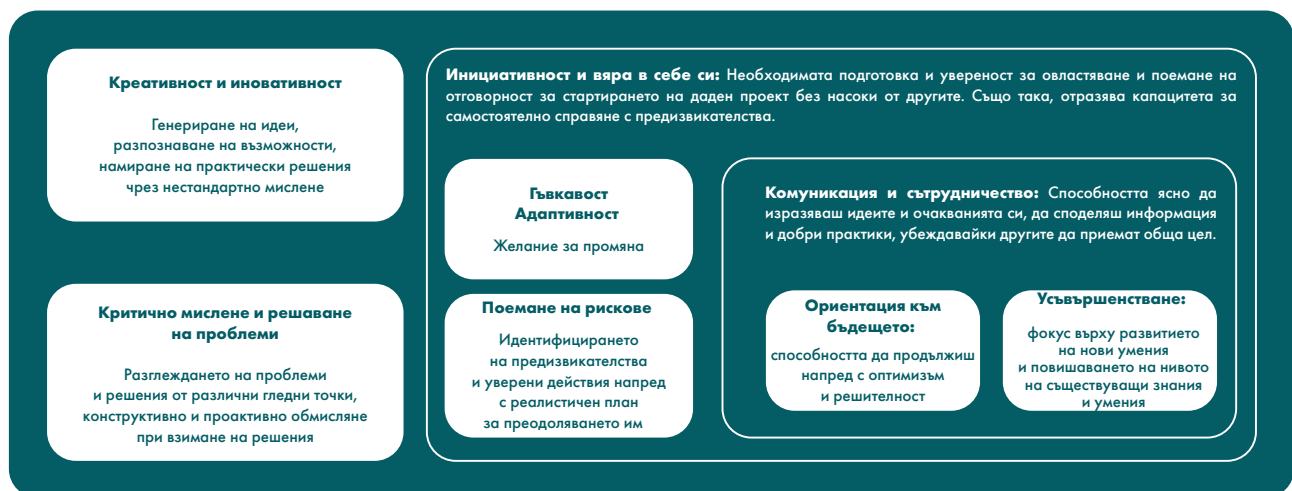 Креативност и иновативност
Генериране на идеи,
разпознаване на възможности,
намиране на практически решения
чрез нестандартно мислене
Критично мислене и решаване
на проблеми
Разглеждането на проблеми
и решения от различни гледни точки,
конструктивно и проактивно обмисляне
при взимане на решения
Инициативност и вяра в себе си: Необходимата подготовка и увереност за овластяване и поемане на
отговорност за стартирането на даден проект без насоки от другите. Също така, отразява капацитета за
самостоятелно справяне с предизвикателства.
Гъвкавост
Адаптивност
Желание за промяна
Поемане на рискове
Идентифицирането
на предизвикателства
и уверени действия напред
с реалистичен план
за преодоляването им
Комуникация и сътрудничество: Способността ясно да
изразяваш идеите и очакванията си, да споделяш информация
и добри практики, убеждавайки другите да приемат обща цел.
Ориентация към
бъдещето:
способността да продължиш
напред с оптимизъм
и решителност
Усъвършенстване:
фокус върху развитието
на нови умения
и повишаването на нивото
на съществуващи знания
и умения